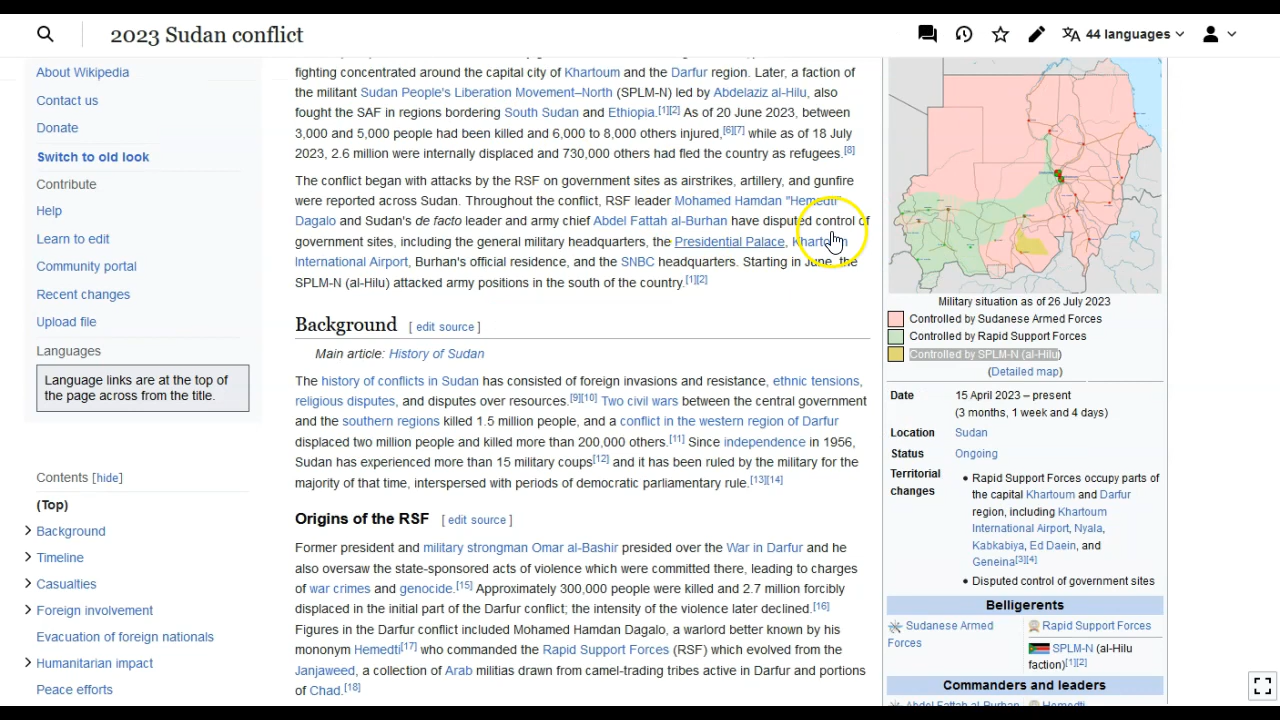 2023 Sudan conflict
44 languages
About Wikipedia
Contact us
Donate
Switch to old look
Contribute
Help
Learn to edit
Community portal
Recent changes
Upload file
Languages
Language links are at the top of
the page across from the title.
Contents [hide]
(Top)
Background
Timeline
Casualties
Foreign involvement
Evacuation of foreign nationals
Humanitarian impact
Peace efforts
fighting concentrated around the capital city of Khartoum and the Darfur region. Later, a faction of
the militant Sudan People's Liberation Movement–North (SPLM-N) led by Abdelaziz al-Hilu, also
fought the SAF in regions bordering South Sudan and Ethiopia.[1][2] As of 20 June 2023, between
3,000 and 5,000 people had been killed and 6,000 to 8,000 others injured,[6][7] while as of 18 July
2023, 2.6 million were internally displaced and 730,000 others had fled the country as refugees.[8]
The conflict began with attacks by the RSF on government sites as airstrikes, artillery, and gunfire
were reported across Sudan. Throughout the conflict, RSF leader Mohamed Hamdan "Hemedti"
Dagalo and Sudan's de facto leader and army chief Abdel Fattah al-Burhan have disputed control of
government sites, including the general military headquarters, the Presidential Palace, Khartoum
International Airport, Burhan's official residence, and the SNBC headquarters. Starting in June, the
SPLM-N (al-Hilu) attacked army positions in the south of the country.[1][2]
Background [ edit source ]
Main article: History of Sudan
The history of conflicts in Sudan has consisted of foreign invasions and resistance, ethnic tensions,
religious disputes, and disputes over resources.[9][10] Two civil wars between the central government
and the southern regions killed 1.5 million people, and a conflict in the western region of Darfur
displaced two million people and killed more than 200,000 others.[11] Since independence in 1956,
Sudan has experienced more than 15 military coups[12] and it has been ruled by the military for the
majority of that time, interspersed with periods of democratic parliamentary rule.[13][14]
Origins of the RSF [ edit source ]
Former president and military strongman Omar al-Bashir presided over the War in Darfur and he
also oversaw the state-sponsored acts of violence which were committed there, leading to charges
of war crimes and genocide.[15] Approximately 300,000 people were killed and 2.7 million forcibly
displaced in the initial part of the Darfur conflict; the intensity of the violence later declined.[16]
Figures in the Darfur conflict included Mohamed Hamdan Dagalo, a warlord better known by his
mononym Hemedti[17] who commanded the Rapid Support Forces (RSF) which evolved from the
Janjaweed, a collection of Arab militias drawn from camel-trading tribes active in Darfur and portions
of Chad.[18]
Military situation as of 26 July 2023
Controlled by Sudanese Armed Forces
Controlled by Rapid Support Forces
Controlled by SPLM-N (al-Hilu)
(Detailed map)
Date 15 April 2023 – present
(3 months, 1 week and 4 days)
Location Sudan
Status Ongoing
Territorial
changes
• Rapid Support Forces occupy parts of
the capital Khartoum and Darfur
region, including Khartoum
International Airport, Nyala,
Kabkabiya, Ed Daein, and
Geneina[3][4]
• Disputed control of government sites
Belligerents
Sudanese Armed
Forces
Rapid Support Forces
SPLM-N (al-Hilu
faction)[1][2]
Commanders and leaders
Abdel Fattah al-Burhan
Hemedti